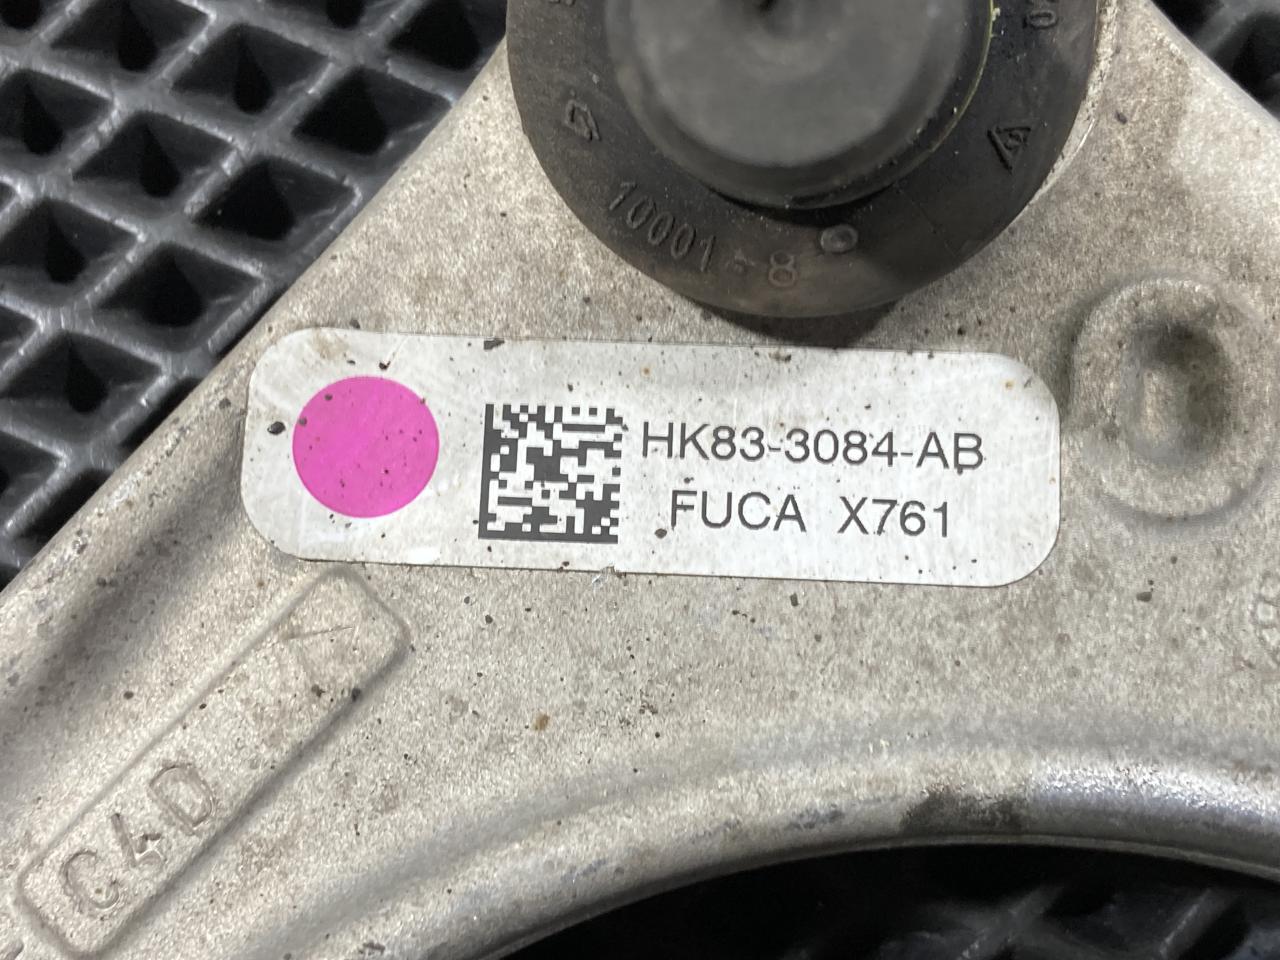 10001-8
HK83-3084-AB
FUCA X761
C4D